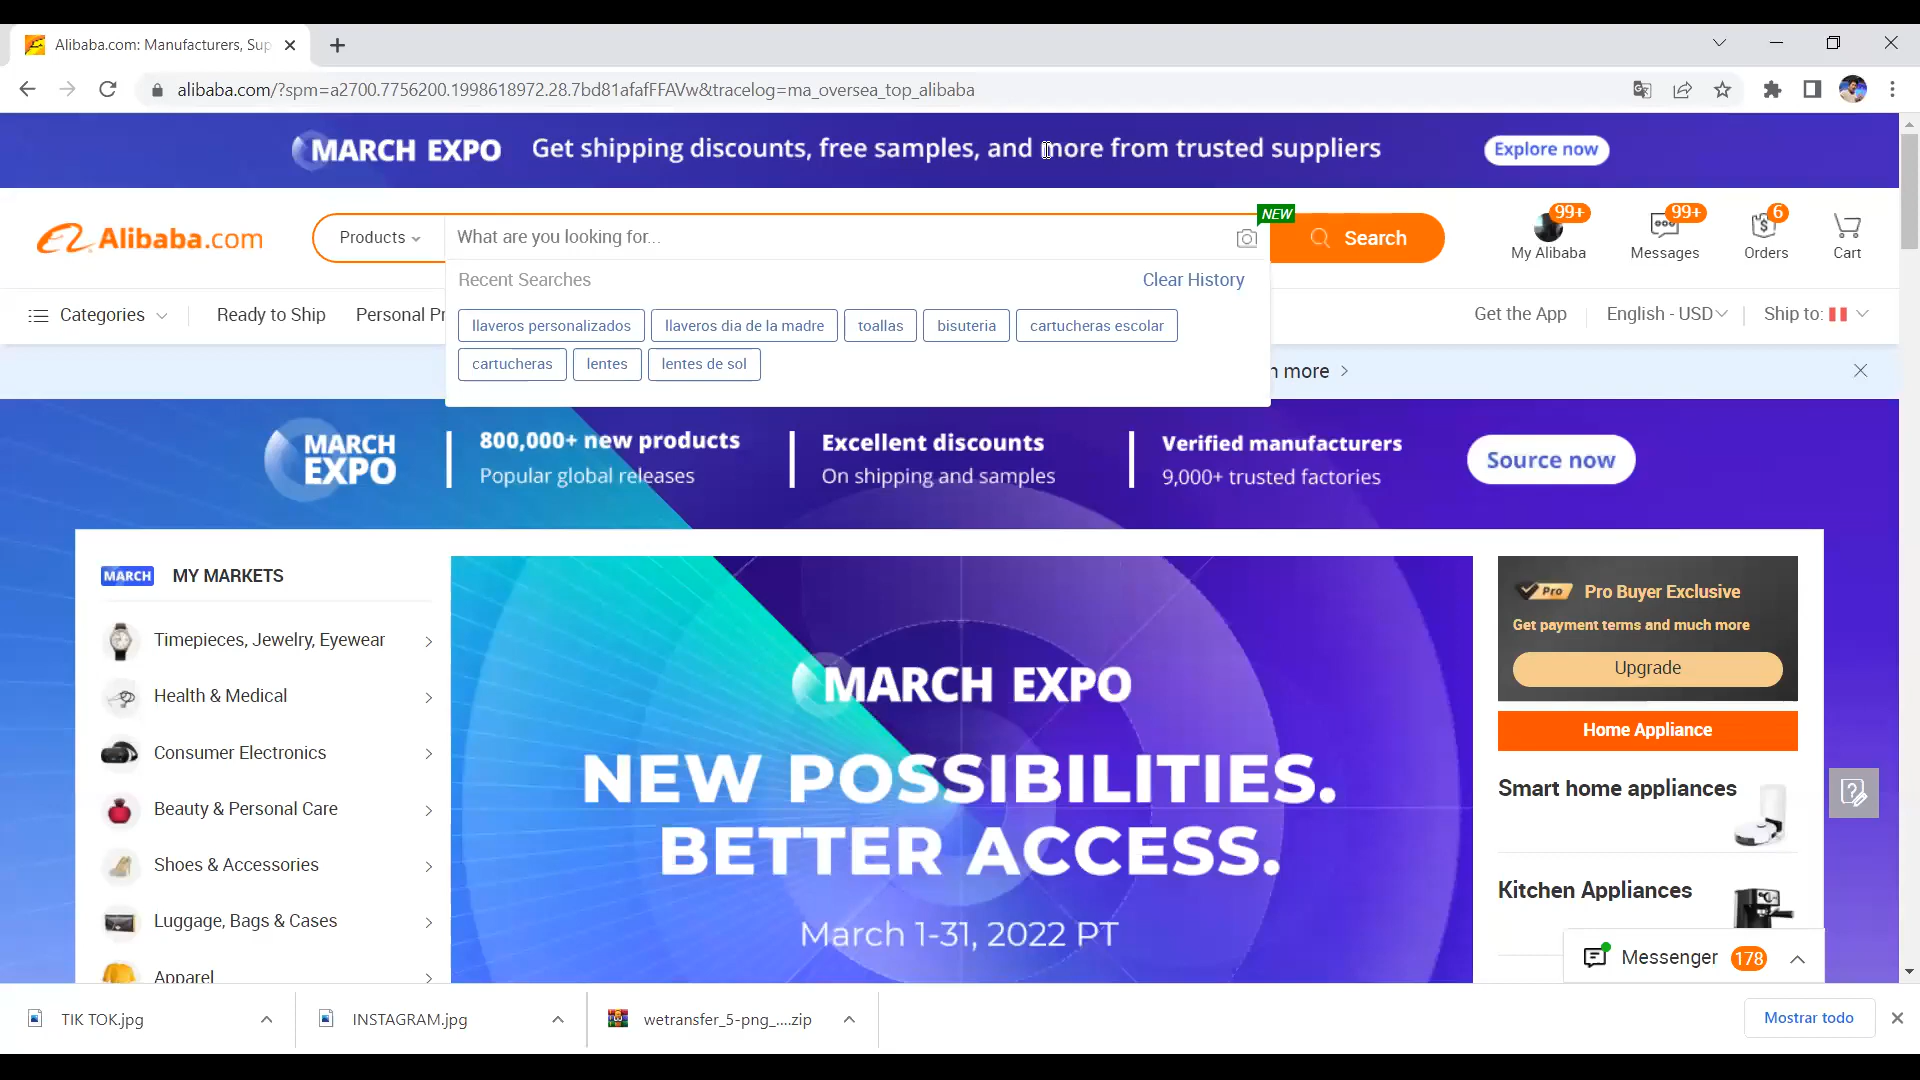 Alibaba.com: Manufacturers, Sup
alibaba.com/?spm=a2700.7756200.1998618972.28.7bd81afafFFAVw&tracelog=ma_oversea_top_alibaba
MARCH EXPO Get shipping discounts, free samples, and more from trusted suppliers Explore now
Alibaba.com
Products
What are you looking for...
NEW
Search
99+
My Alibaba
99+
Messages
6
Orders
Cart
Recent Searches
Clear History
llaveros personalizados
llaveros dia de la madre
toallas
bisuteria
cartucheras escolar
cartucheras
lentes
lentes de sol
Categories
Ready to Ship
Personal Pr
Get the App
English - USD
Ship to:
n more
MARCH
EXPO
800,000+ new products
Popular global releases
Excellent discounts
On shipping and samples
Verified manufacturers
9,000+ trusted factories
Source now
MARCH MY MARKETS
Timepieces, Jewelry, Eyewear
Health & Medical
Consumer Electronics
Beauty & Personal Care
Shoes & Accessories
Luggage, Bags & Cases
Apparel
MARCH EXPO
NEW POSSIBILITIES.
BETTER ACCESS.
March 1-31, 2022 PT
Pro Pro Buyer Exclusive
Get payment terms and much more
Upgrade
Home Appliance
Smart home appliances
Kitchen Appliances
Messenger 178
TIK TOK.jpg
INSTAGRAM.jpg
wetransfer_5-png_....zip
Mostrar todo